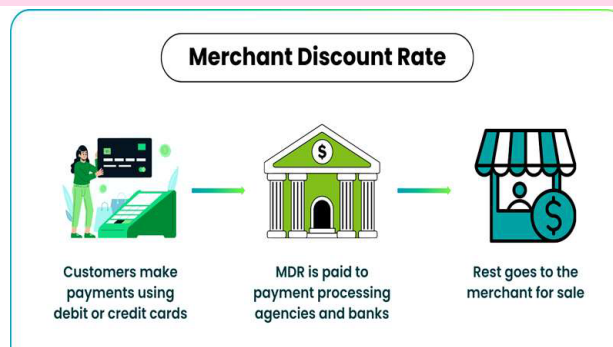 Merchant Discount Rate
$
Customers make
payments using
debit or credit cards
MDR is paid to
payment processing
agencies and banks
$
Rest goes to the
merchant for sale